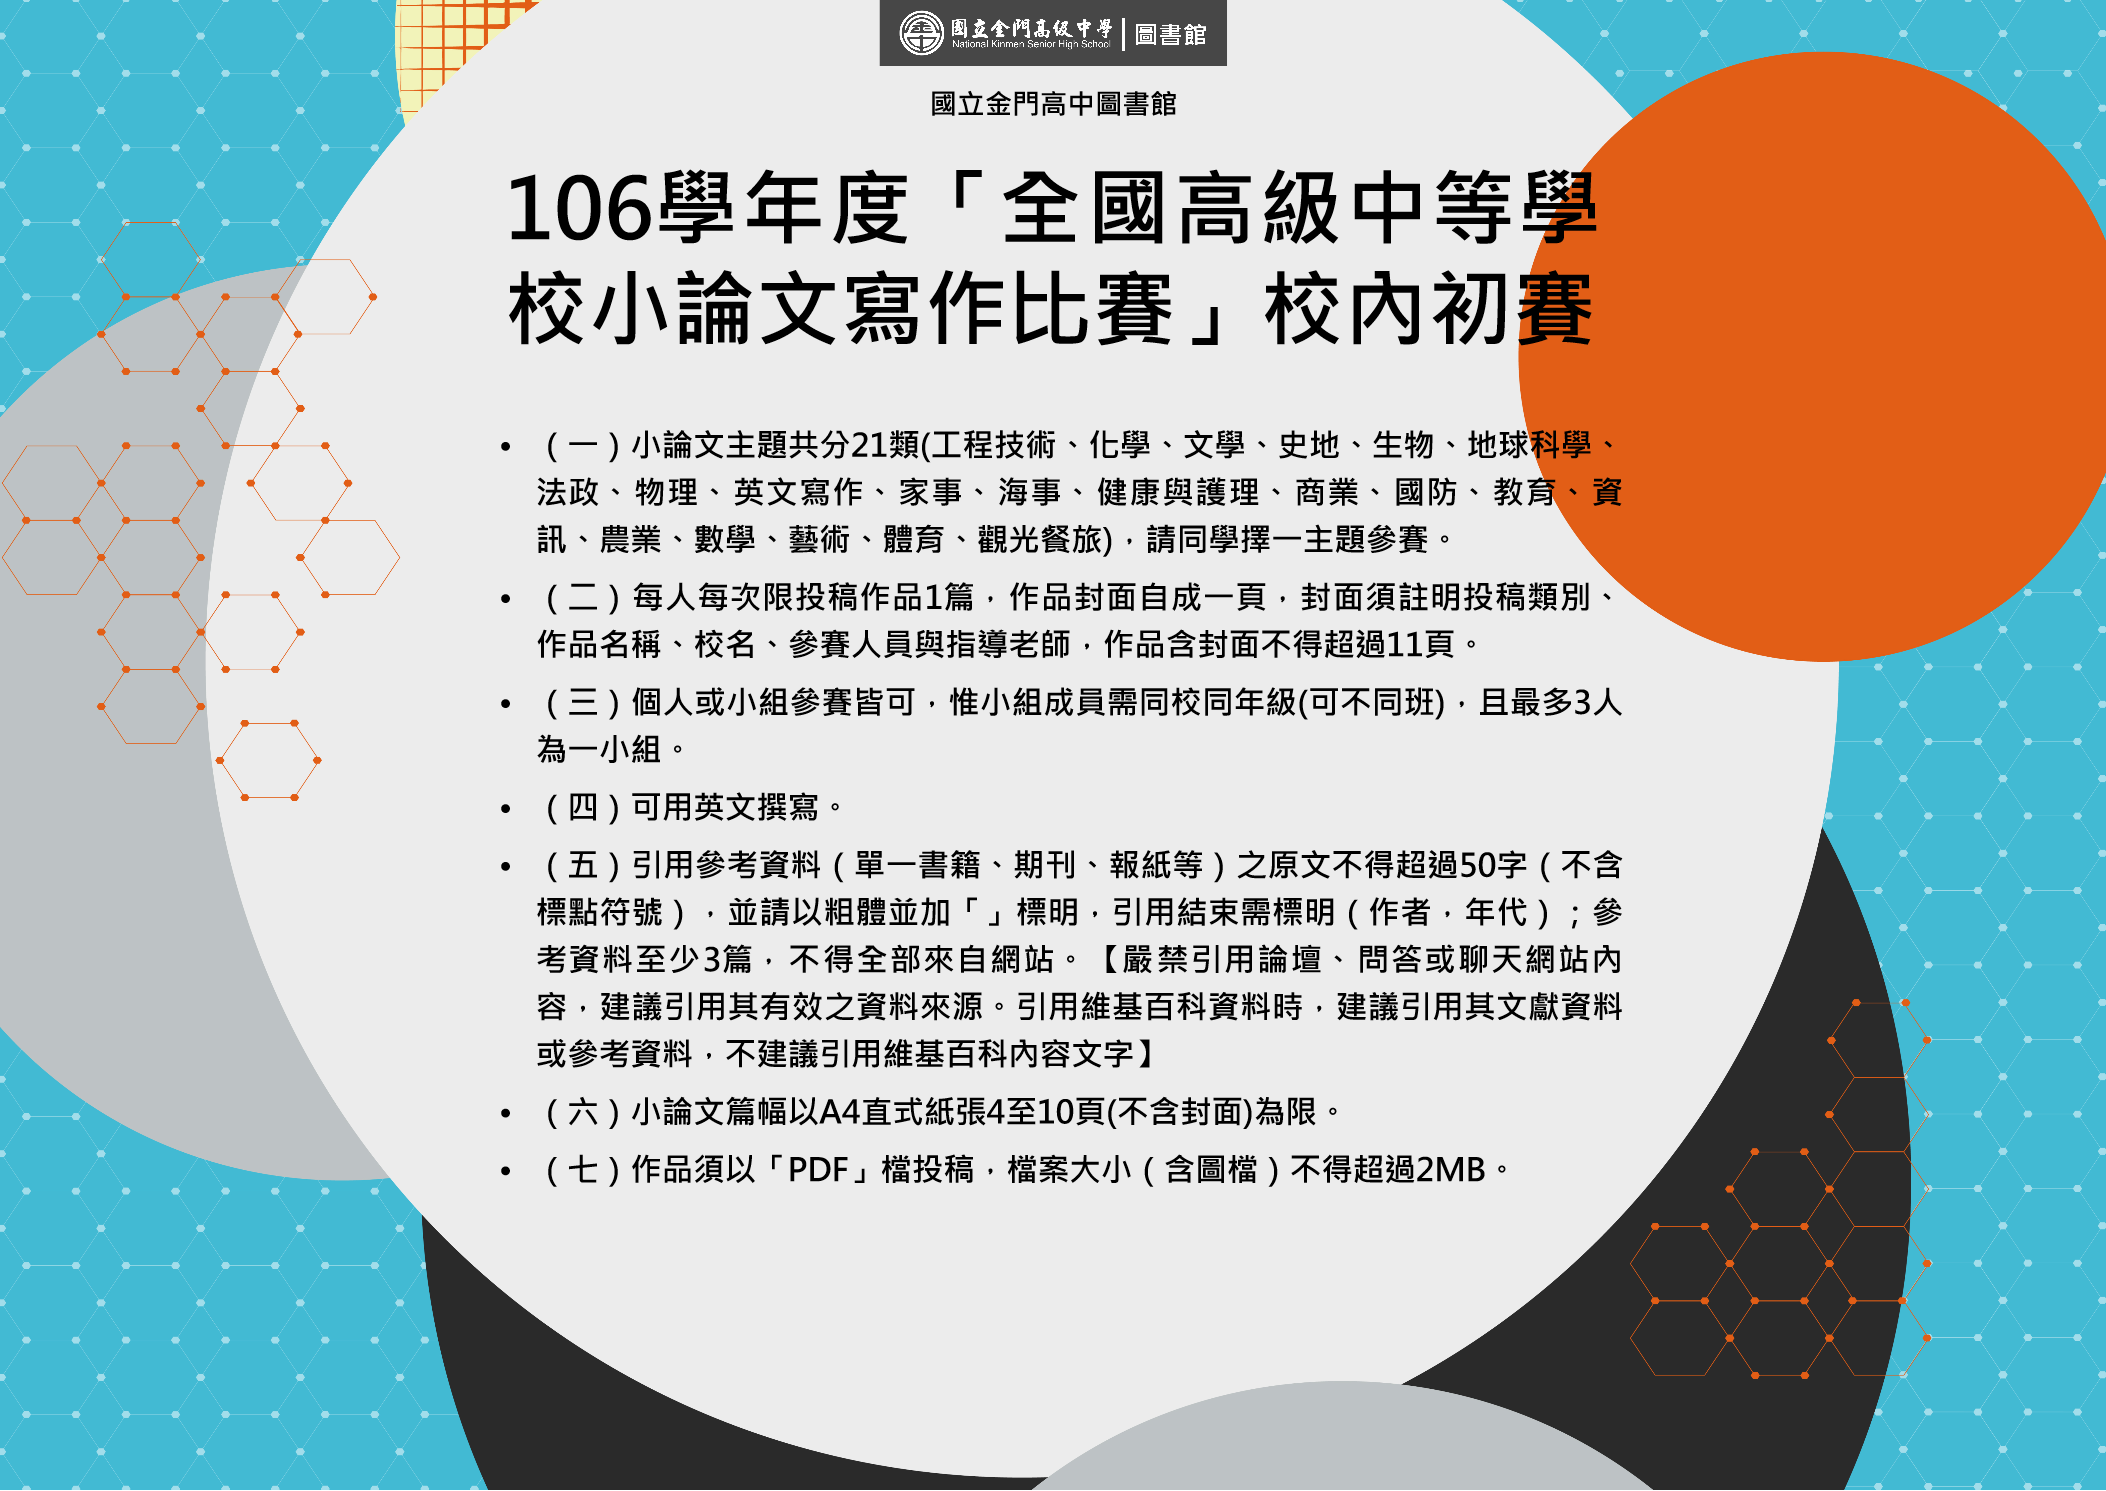 國立金門高級中學 圖書館
National Kinmen Senior High School
國立金門高中圖書館
106學年度「全國高級中等學
校小論文寫作比賽」校內初賽
• （一）小論文主題共分21類(工程技術、化學、文學、史地、生物、地球科學、
法政、物理、英文寫作、家事、海事、健康與護理、商業、國防、教育、資
訊、農業、數學、藝術、體育、觀光餐旅)，請同學擇一主題參賽。
• （二）每人每次限投稿作品1篇，作品封面自成一頁，封面須註明投稿類別、
作品名稱、校名、參賽人員與指導老師，作品含封面不得超過11頁。
• （三）個人或小組參賽皆可，惟小組成員需同校同年級(可不同班)，且最多3人
為一小組。
• （四）可用英文撰寫。
• （五）引用參考資料（單一書籍、期刊、報紙等）之原文不得超過50字（不含
標點符號），並請以粗體並加「」標明，引用結束需標明（作者，年代）；參
考資料至少3篇，不得全部來自網站。【嚴禁引用論壇、問答或聊天網站內
容，建議引用其有效之資料來源。引用維基百科資料時，建議引用其文獻資料
或參考資料，不建議引用維基百科內容文字】
• （六）小論文篇幅以A4直式紙張4至10頁(不含封面)為限。
• （七）作品須以「PDF」檔投稿，檔案大小（含圖檔）不得超過2MB。